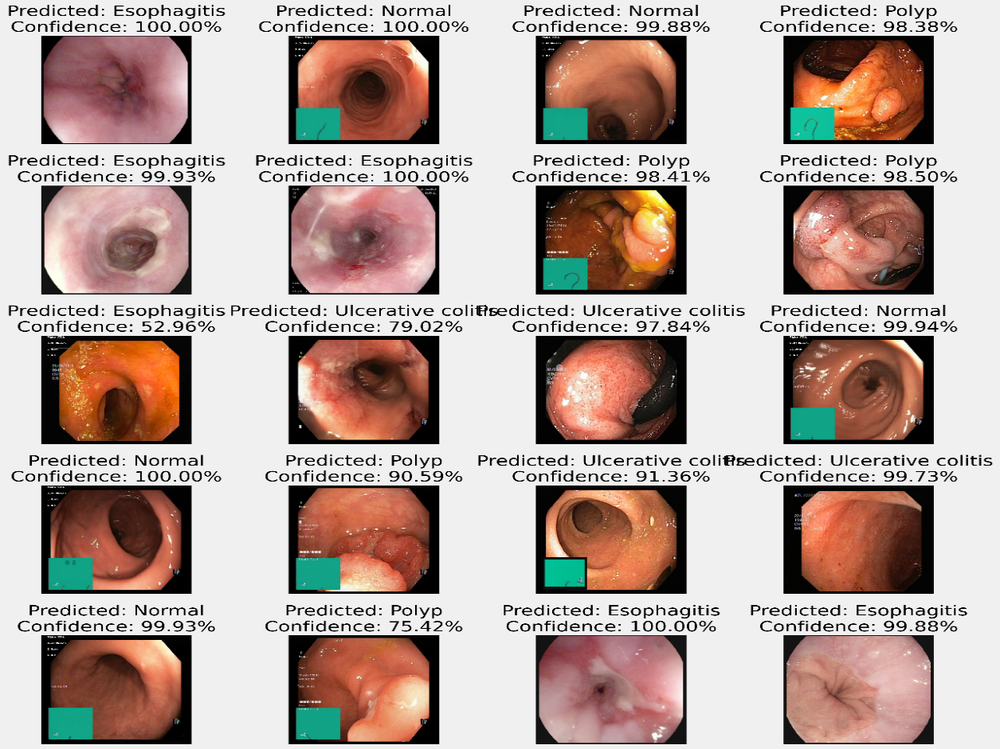 Predicted: Esophagitis
Confidence: 100.00%
Predicted: Normal
Confidence: 100.00%
Predicted: Normal
Confidence: 99.88%
Predicted: Polyp
Confidence: 98.38%
Predicted: Esophagitis
Confidence: 99.93%
Predicted: Esophagitis
Confidence: 100.00%
Predicted: Polyp
Confidence: 98.41%
Predicted: Polyp
Confidence: 98.50%
Predicted: Esophagitis
Confidence: 52.96%
Predicted: Ulcerative colitis
Confidence: 79.02%
Predicted: Ulcerative colitis
Confidence: 97.84%
Predicted: Normal
Confidence: 99.94%
Predicted: Normal
Confidence: 100.00%
Predicted: Polyp
Confidence: 90.59%
Predicted: Ulcerative colitis
Confidence: 91.36%
Predicted: Ulcerative colitis
Confidence: 99.73%
Predicted: Normal
Confidence: 99.93%
Predicted: Polyp
Confidence: 75.42%
Predicted: Esophagitis
Confidence: 100.00%
Predicted: Esophagitis
Confidence: 99.88%